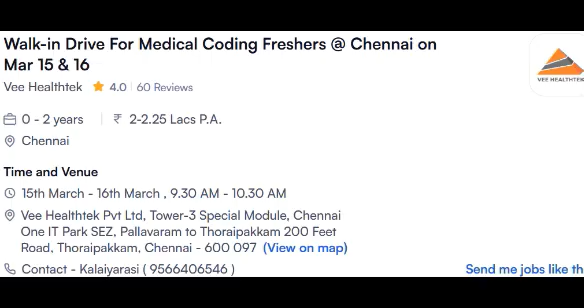 Walk-in Drive For Medical Coding Freshers @ Chennai on
Mar 15 & 16
Vee Healthtek 4.0 | 60 Reviews
VEE HEALTHTEK
0 - 2 years | ₹ 2-2.25 Lacs P.A.
Chennai
Time and Venue
15th March - 16th March , 9.30 AM - 10.30 AM
Vee Healthtek Pvt Ltd, Tower-3 Special Module, Chennai
One IT Park SEZ, Pallavaram to Thoraipakkam 200 Feet
Road, Thoraipakkam, Chennai - 600 097 (View on map)
Contact - Kalaiyarasi ( 9566406546 )
Send me jobs like th